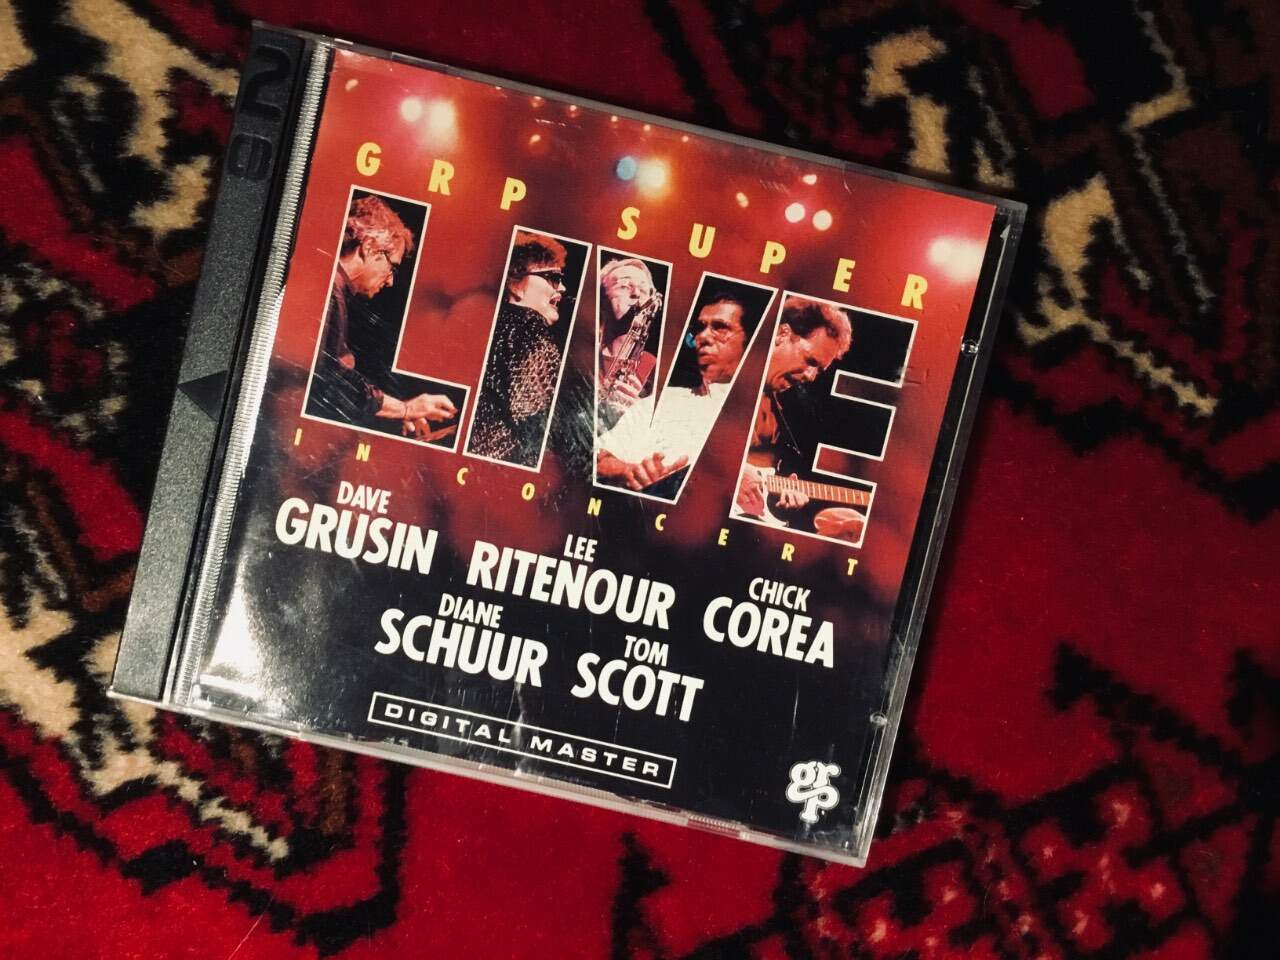 2
GRP SUPER
LIVE
IN CONCERT
DAVE
GRUSIN
LEE
RITENOUR
CHICK
COREA
DIANE
SCHUUR
TOM
SCOTT
DIGITAL MASTER
grp